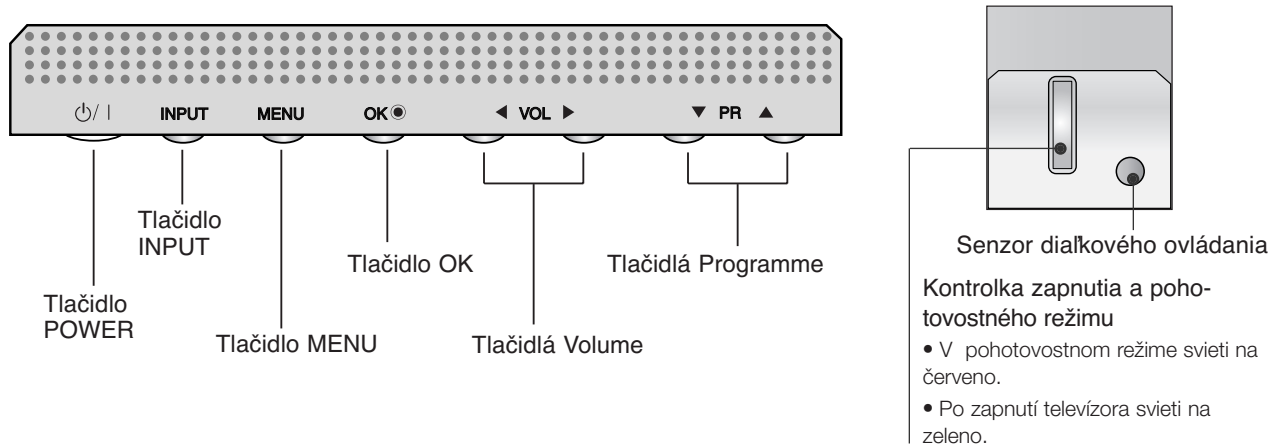 ⏻/ I INPUT MENU OK◉ ◀ VOL ▶ ▼ PR ▲
Tlačidlo
INPUT
Tlačidlo OK
Tlačidlá Programme
Tlačidlo
POWER
Tlačidlo MENU
Tlačidlá Volume
Senzor diaľkového ovládania
Kontrolka zapnutia a poho-
tovostného režimu
• V pohotovostnom režime svieti na
červeno.
• Po zapnutí televízora svieti na
zeleno.